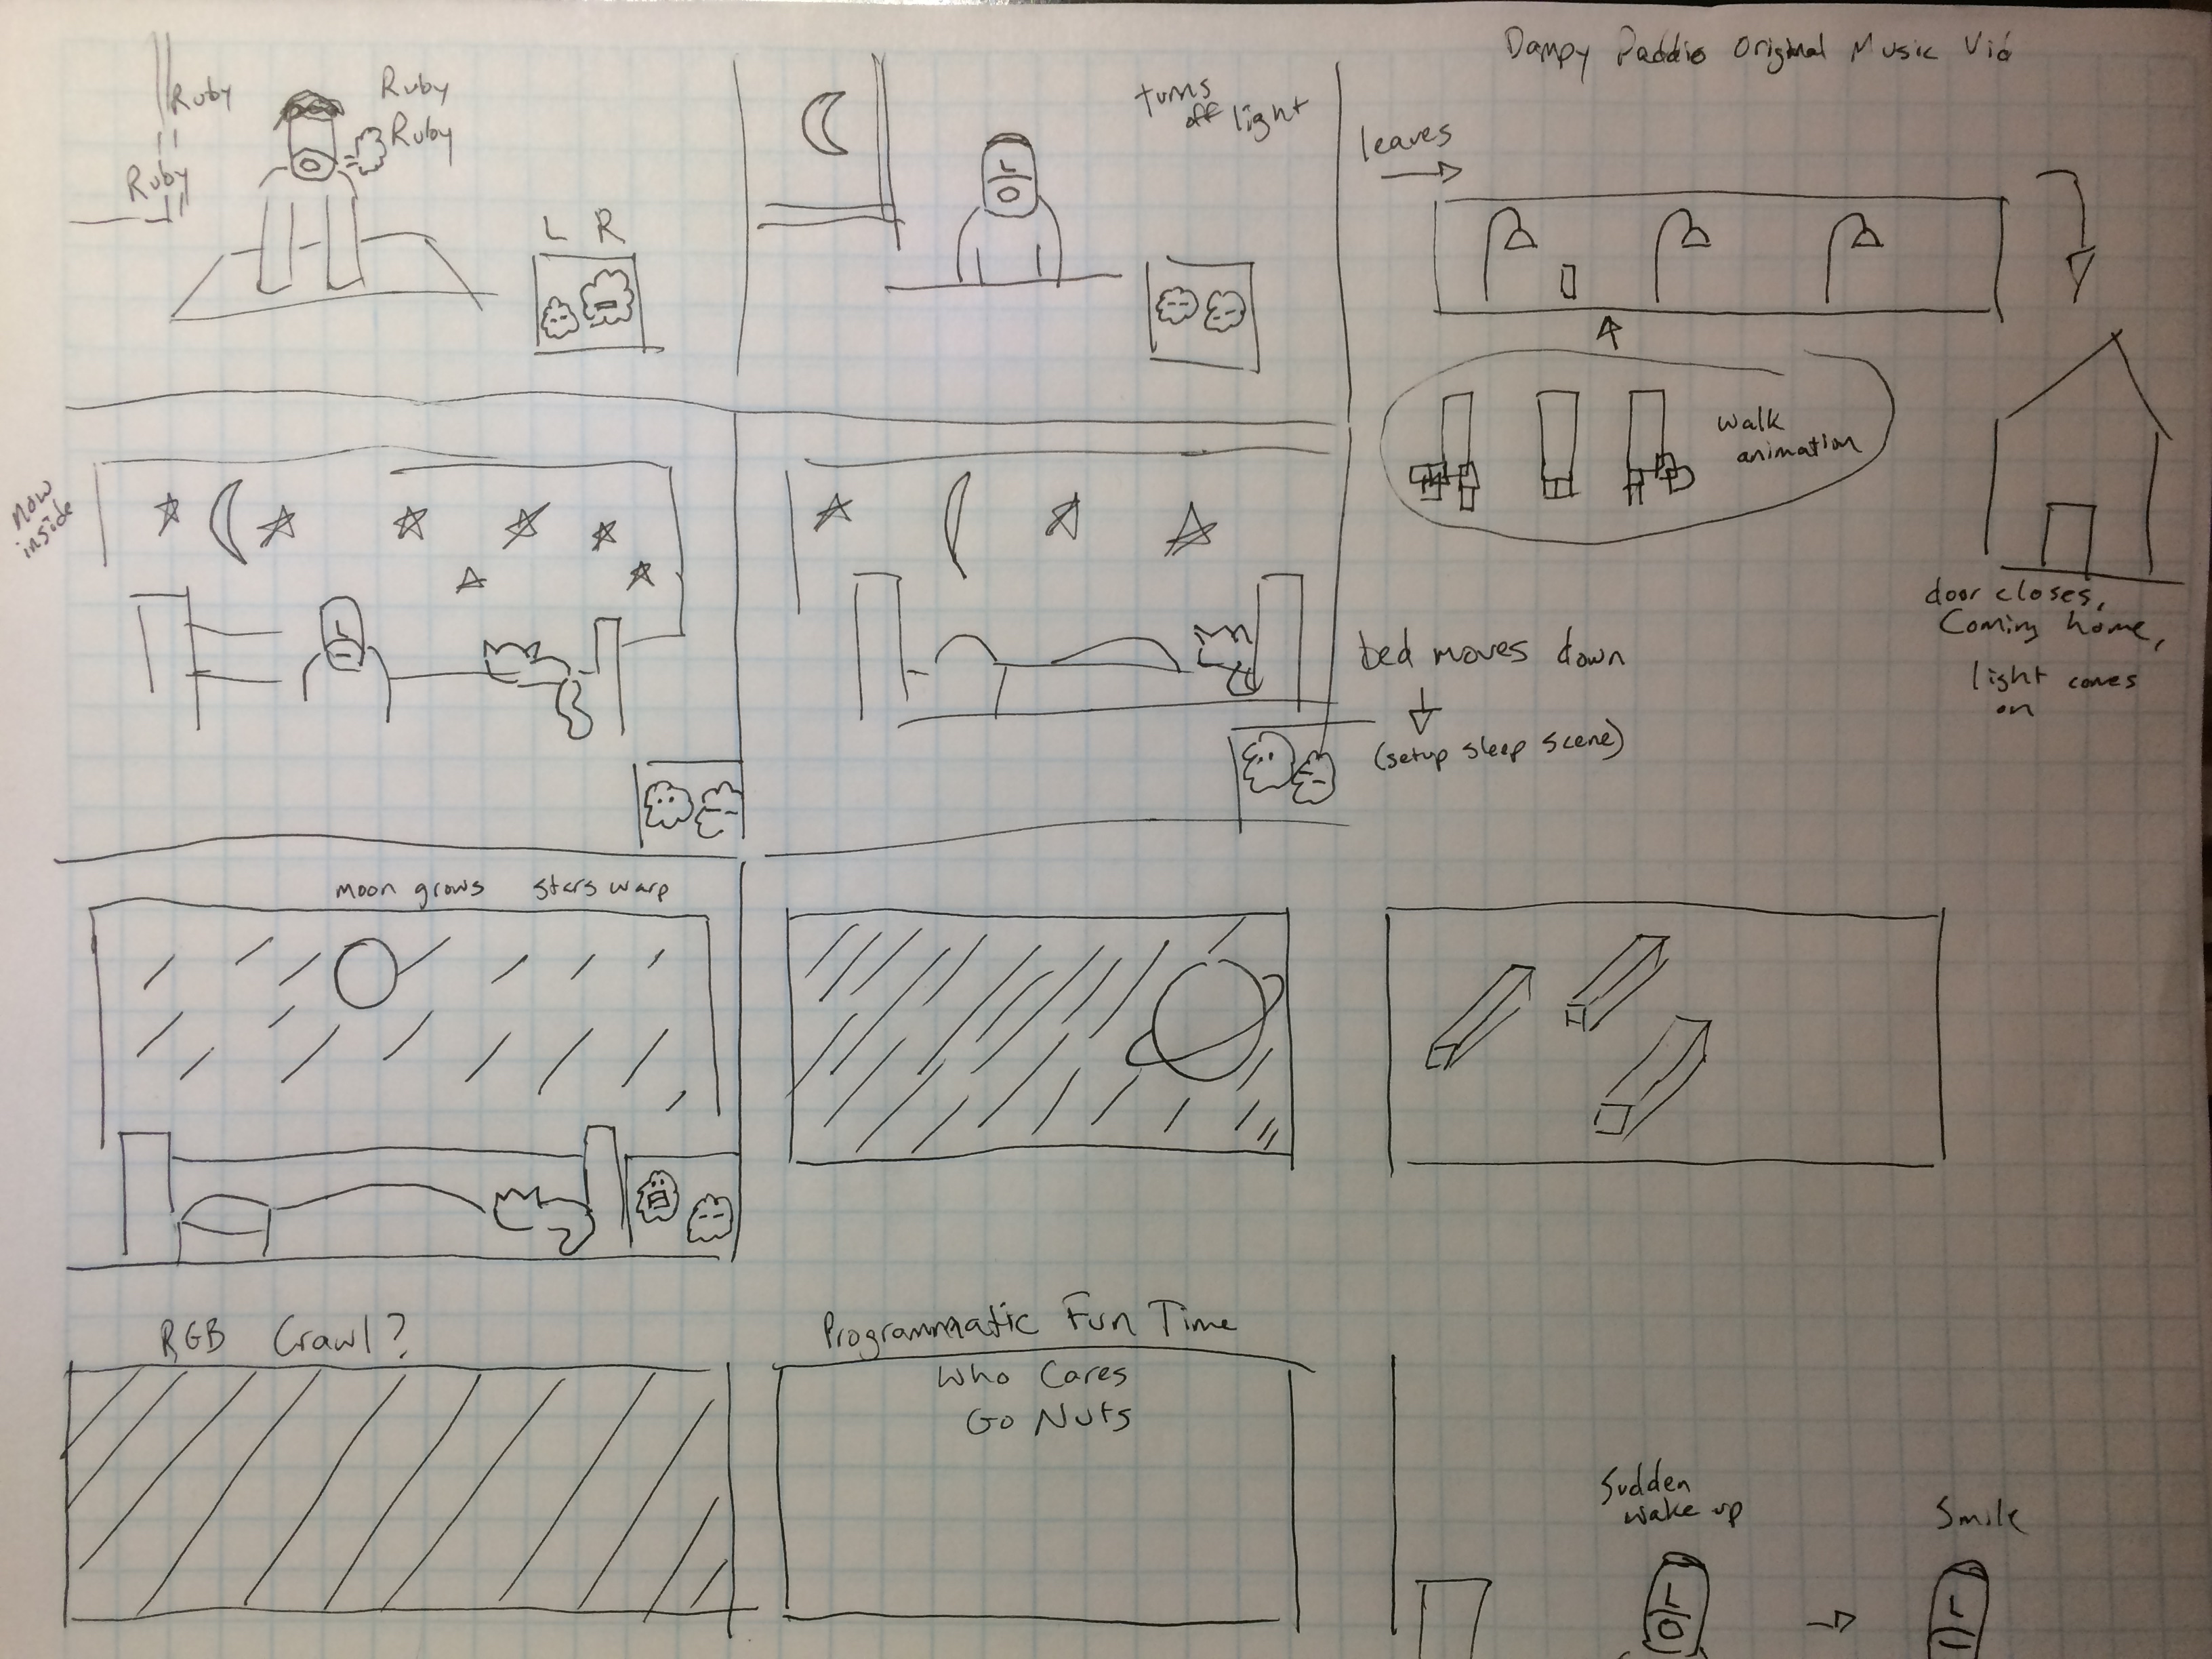 Dampy Paddio Original Music Vid
Ruby
Ruby
Ruby
Ruby
L R
turns
off light
leaves
walk
animation
door closes,
Coming home,
light comes
on
now
inside
bed moves down
(setup sleep scene)
moon grows stars warp
RGB Crawl?
Programmatic Fun Time
Who Cares
Go Nuts
Sudden
wake up
Smile